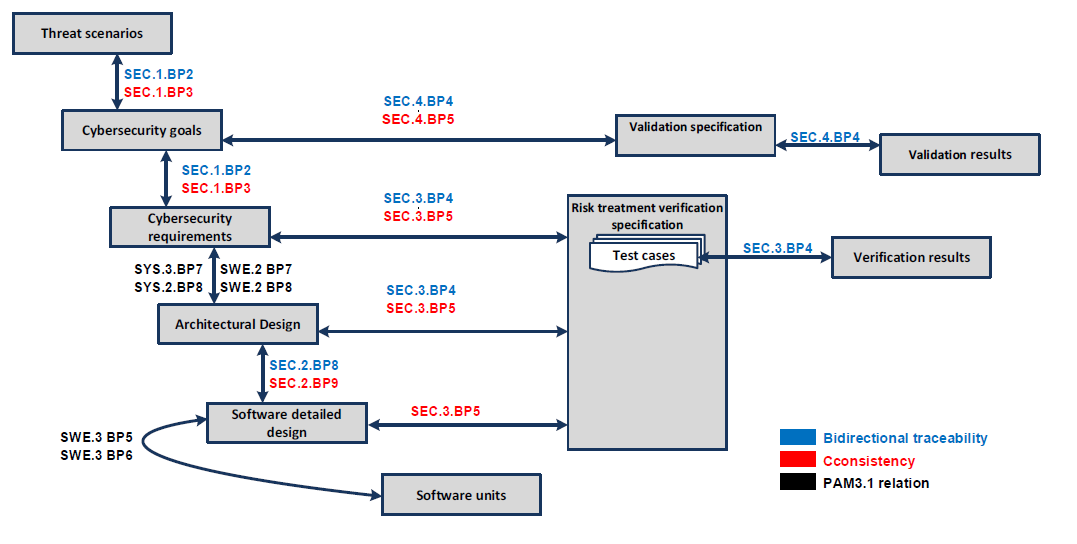 Threat scenarios
SEC.1.BP2
SEC.1.BP3
Cybersecurity goals
SEC.4.BP4
SEC.4.BP5
Validation specification
SEC.4.BP4
Validation results
SEC.1.BP2
SEC.1.BP3
Cybersecurity
requirements
SEC.3.BP4
SEC.3.BP5
Risk treatment verification
specification
Test cases
SEC.3.BP4
Verification results
SYS.3.BP7 SWE.2 BP7
SYS.2.BP8 SWE.2 BP8
Architectural Design
SEC.3.BP4
SEC.3.BP5
SEC.2.BP8
SEC.2.BP9
Software detailed
design
SEC.3.BP5
SWE.3 BP5
SWE.3 BP6
Software units
Bidirectional traceability
Cconsistency
PAM3.1 relation